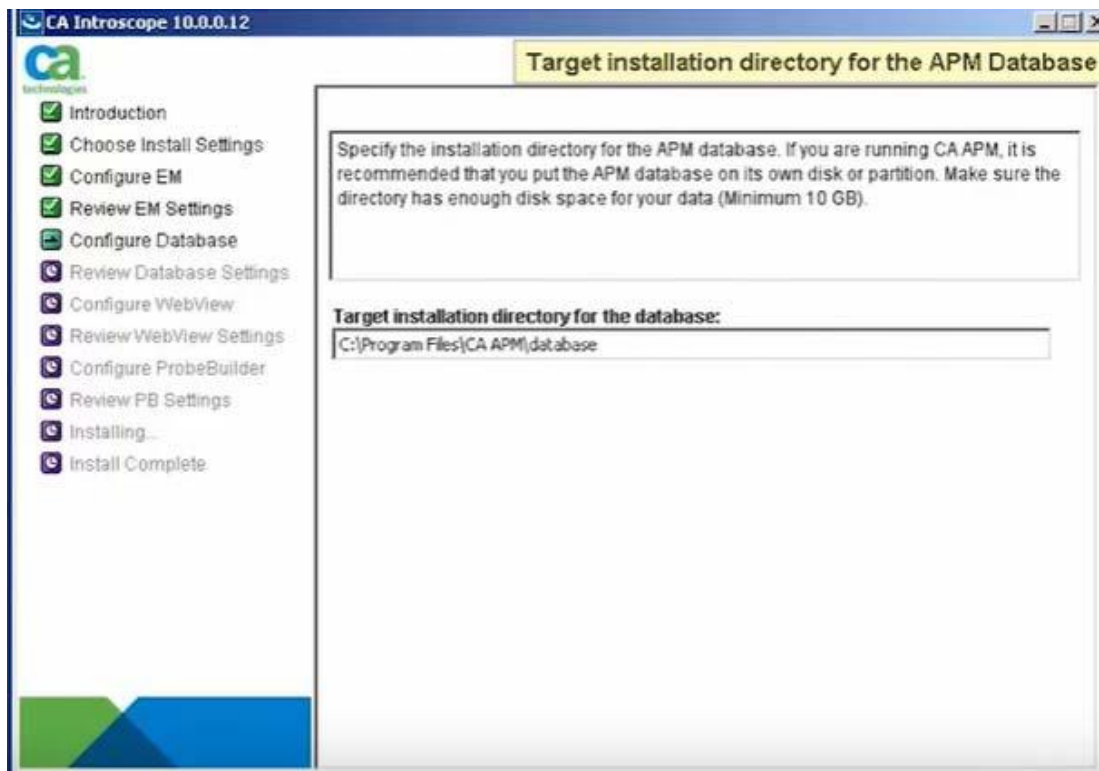 CA Introscope 10.0.0.12
ca
technologies
Target installation directory for the APM Database
Introduction
Choose Install Settings
Configure EM
Review EM Settings
Configure Database
Review Database Settings
Configure WebView
Review WebView Settings
Configure ProbeBuilder
Review PB Settings
Installing...
Install Complete
Specify the installation directory for the APM database. If you are running CA APM, it is
recommended that you put the APM database on its own disk or partition. Make sure the
directory has enough disk space for your data (Minimum 10 GB).
Target installation directory for the database:
C:\Program Files\CA APM\database